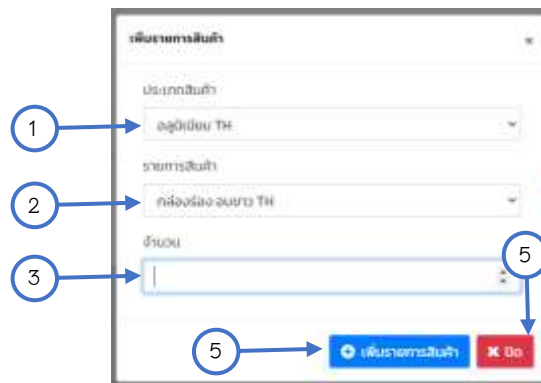 เพิ่มรายการสินค้า ×
ประเภทสินค้า
1 อลูมิเนียม TH
รายการสินค้า
2 กล่องร่อง อบขาว TH
จำนวน
5
3
5 เพิ่มรายการสินค้า ปิด